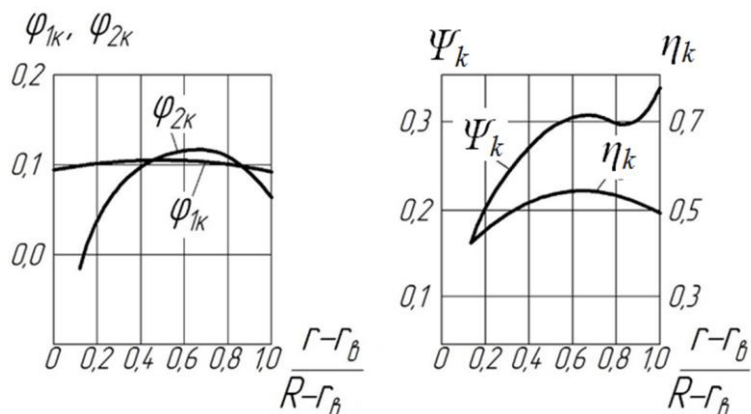 φ1к, φ2к
0,2
φ2к
0,1
φ1к
0,0
0 0,2 0,4 0,6 0,8 1,0
r-rв
R-rв
Ψk ηk
0,3 0,7
Ψk
ηk
0,2 0,5
0,1 0,3
0 0,2 0,4 0,6 0,8 1,0
r-rв
R-rв